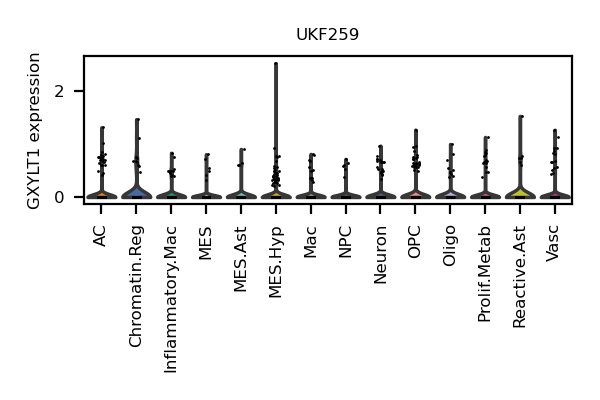 UKF259
GXYLT1 expression
2
0
AC
Chromatin.Reg
Inflammatory.Mac
MES
MES.Ast
MES.Hyp
Mac
NPC
Neuron
OPC
Oligo
Prolif.Metab
Reactive.Ast
Vasc